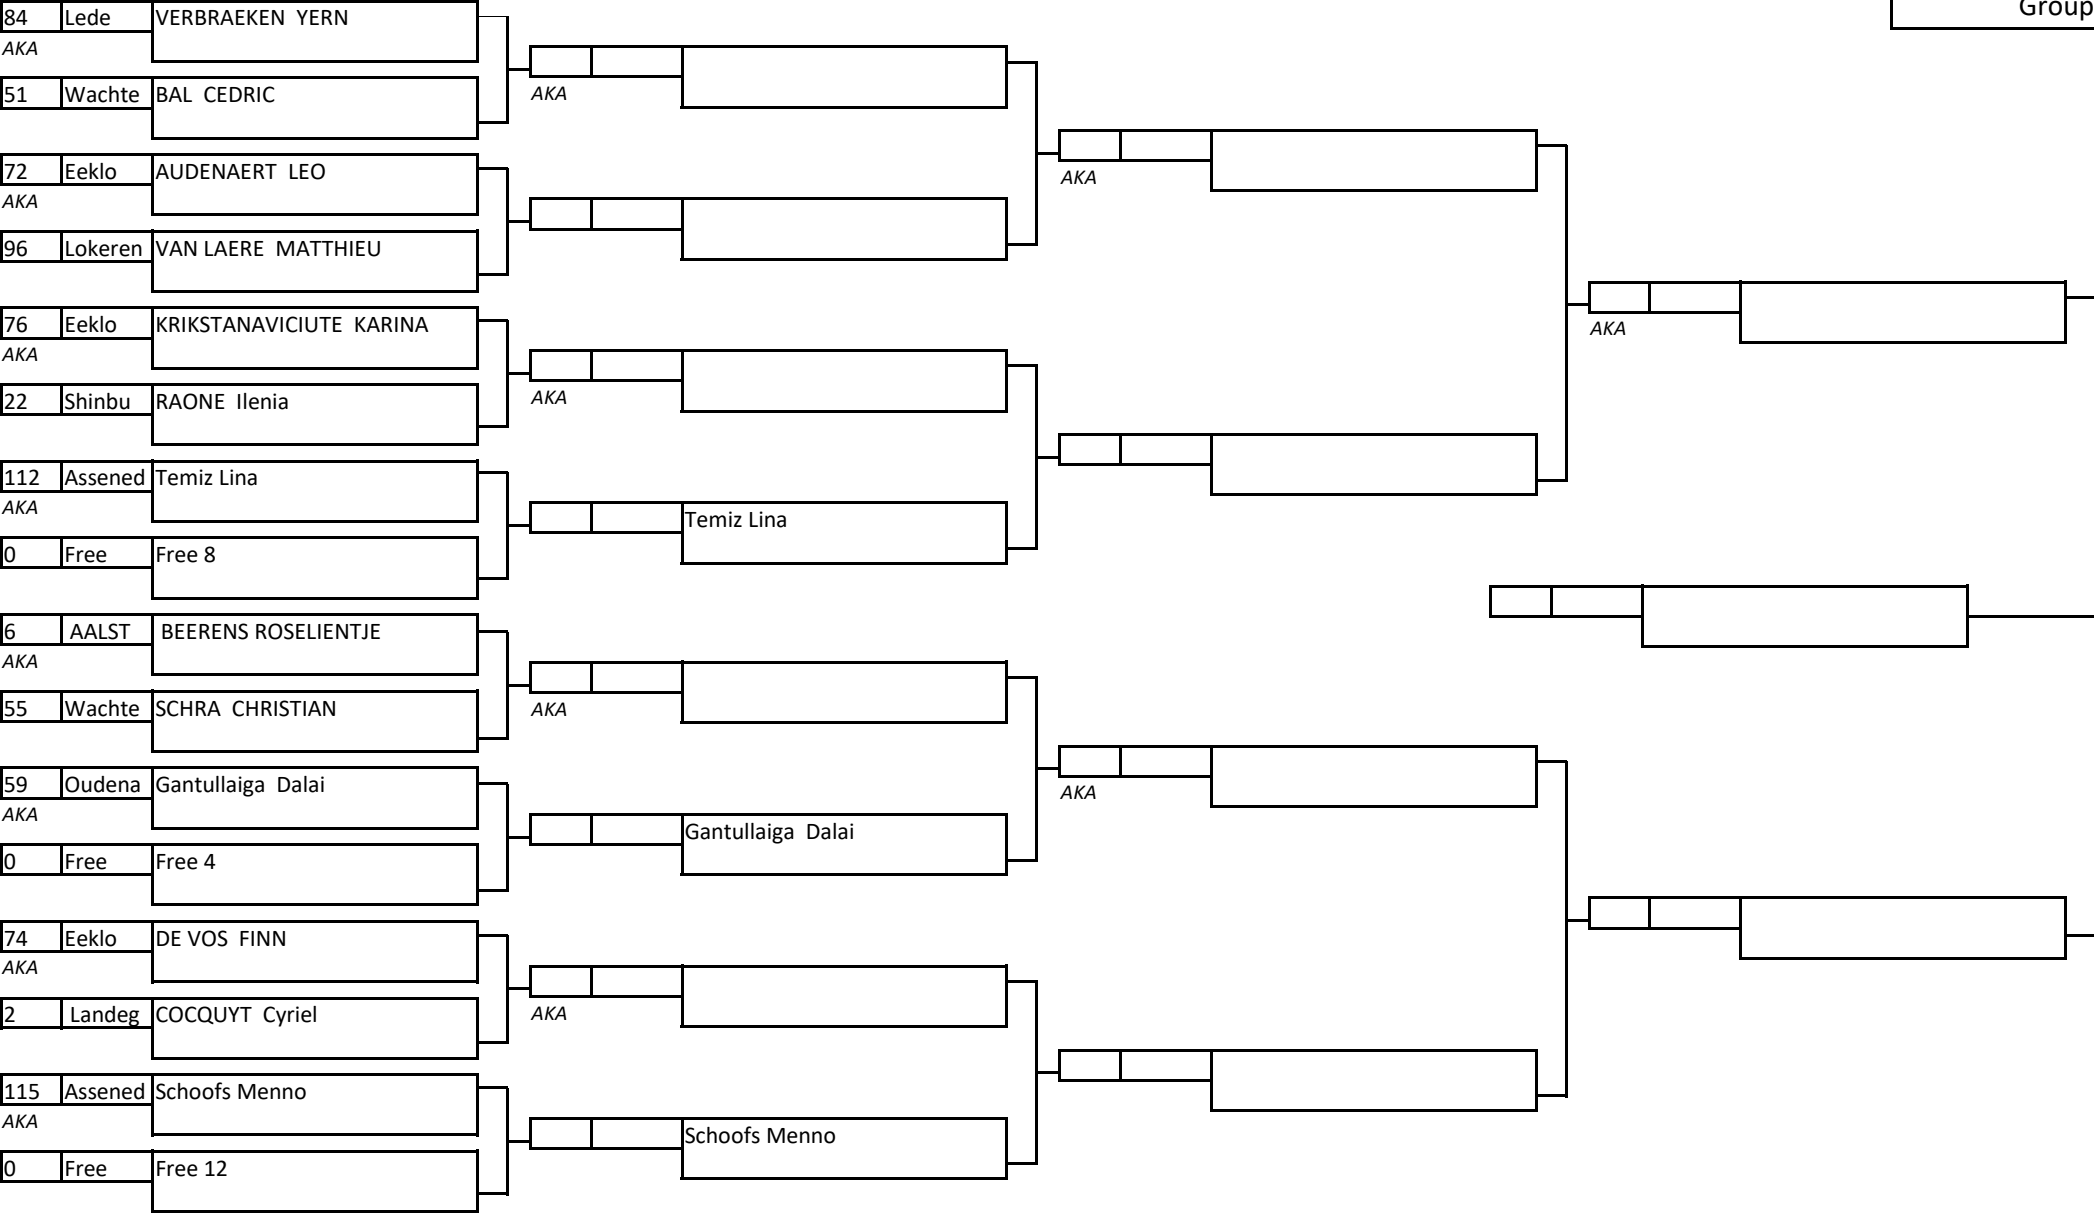 Group
84 Lede VERBRAEKEN  YERN
AKA
AKA
51 Wachte BAL  CEDRIC
72 Eeklo AUDENAERT  LEO
AKA
AKA
96 Lokeren VAN LAERE  MATTHIEU
76 Eeklo KRIKSTANAVICIUTE  KARINA
AKA
AKA
22 Shinbu RAONE  Ilenia
AKA
112 Assened Temiz Lina
AKA
Temiz Lina
0 Free Free 8
6 AALST BEERENS ROSELIENTJE
AKA
55 Wachte SCHRA  CHRISTIAN
AKA
59 Oudena Gantullaiga  Dalai
AKA
AKA
Gantullaiga  Dalai
0 Free Free 4
74 Eeklo DE VOS  FINN
AKA
2 Landeg COCQUYT  Cyriel
AKA
115 Assened Schoofs Menno
AKA
Schoofs Menno
0 Free Free 12